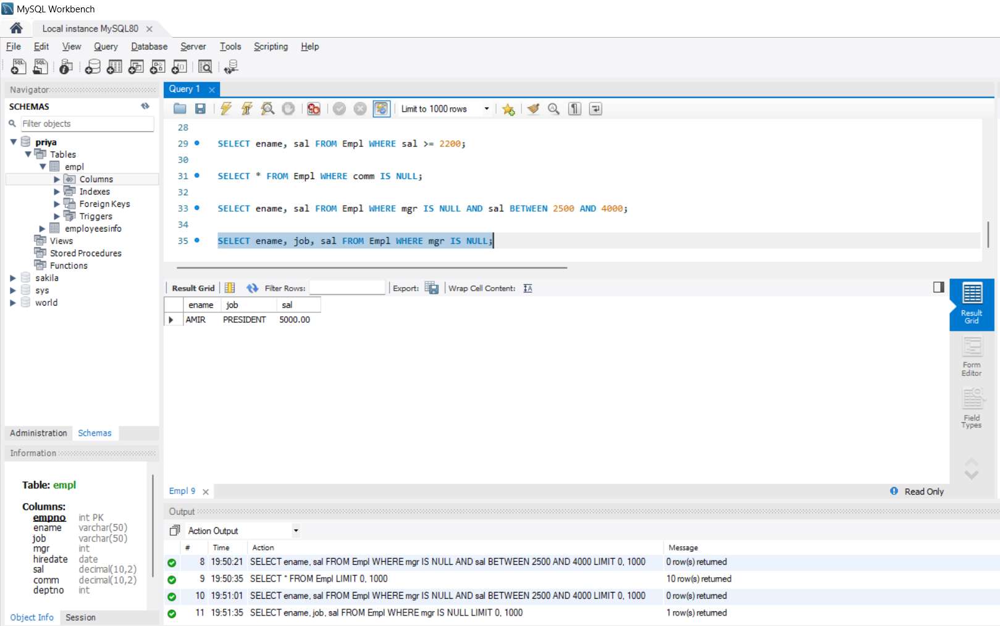 MySQL Workbench
Local instance MySQL80
File Edit View Query Database Server Tools Scripting Help
Navigator
SCHEMAS
Filter objects
priya
Tables
empl
Columns
Indexes
Foreign Keys
Triggers
employeesinfo
Views
Stored Procedures
Functions
sakila
sys
world
Administration Schemas
Information
Table: empl
Columns:
empno int PK
ename varchar(50)
job varchar(50)
mgr int
hiredate date
sal decimal(10,2)
comm decimal(10,2)
deptno int
Object Info Session
Query 1
Limit to 1000 rows
28
29 SELECT ename, sal FROM Empl WHERE sal >= 2200;
30
31 SELECT * FROM Empl WHERE comm IS NULL;
32
33 SELECT ename, sal FROM Empl WHERE mgr IS NULL AND sal BETWEEN 2500 AND 4000;
34
35 SELECT ename, job, sal FROM Empl WHERE mgr IS NULL;
Result Grid Filter Rows: Export: Wrap Cell Content:
ename job sal
AMIR PRESIDENT 5000.00
Result
Grid
Form
Editor
Field
Types
Empl 9
Read Only
Output
Action Output
# Time Action Message
8 19:50:21 SELECT ename, sal FROM Empl WHERE mgr IS NULL AND sal BETWEEN 2500 AND 4000 LIMIT 0, 1000 0 row(s) returned
9 19:50:35 SELECT * FROM Empl LIMIT 0, 1000 10 row(s) returned
10 19:51:01 SELECT ename, sal FROM Empl WHERE mgr IS NULL AND sal BETWEEN 2500 AND 4000 LIMIT 0, 1000 0 row(s) returned
11 19:51:35 SELECT ename, job, sal FROM Empl WHERE mgr IS NULL LIMIT 0, 1000 1 row(s) returned